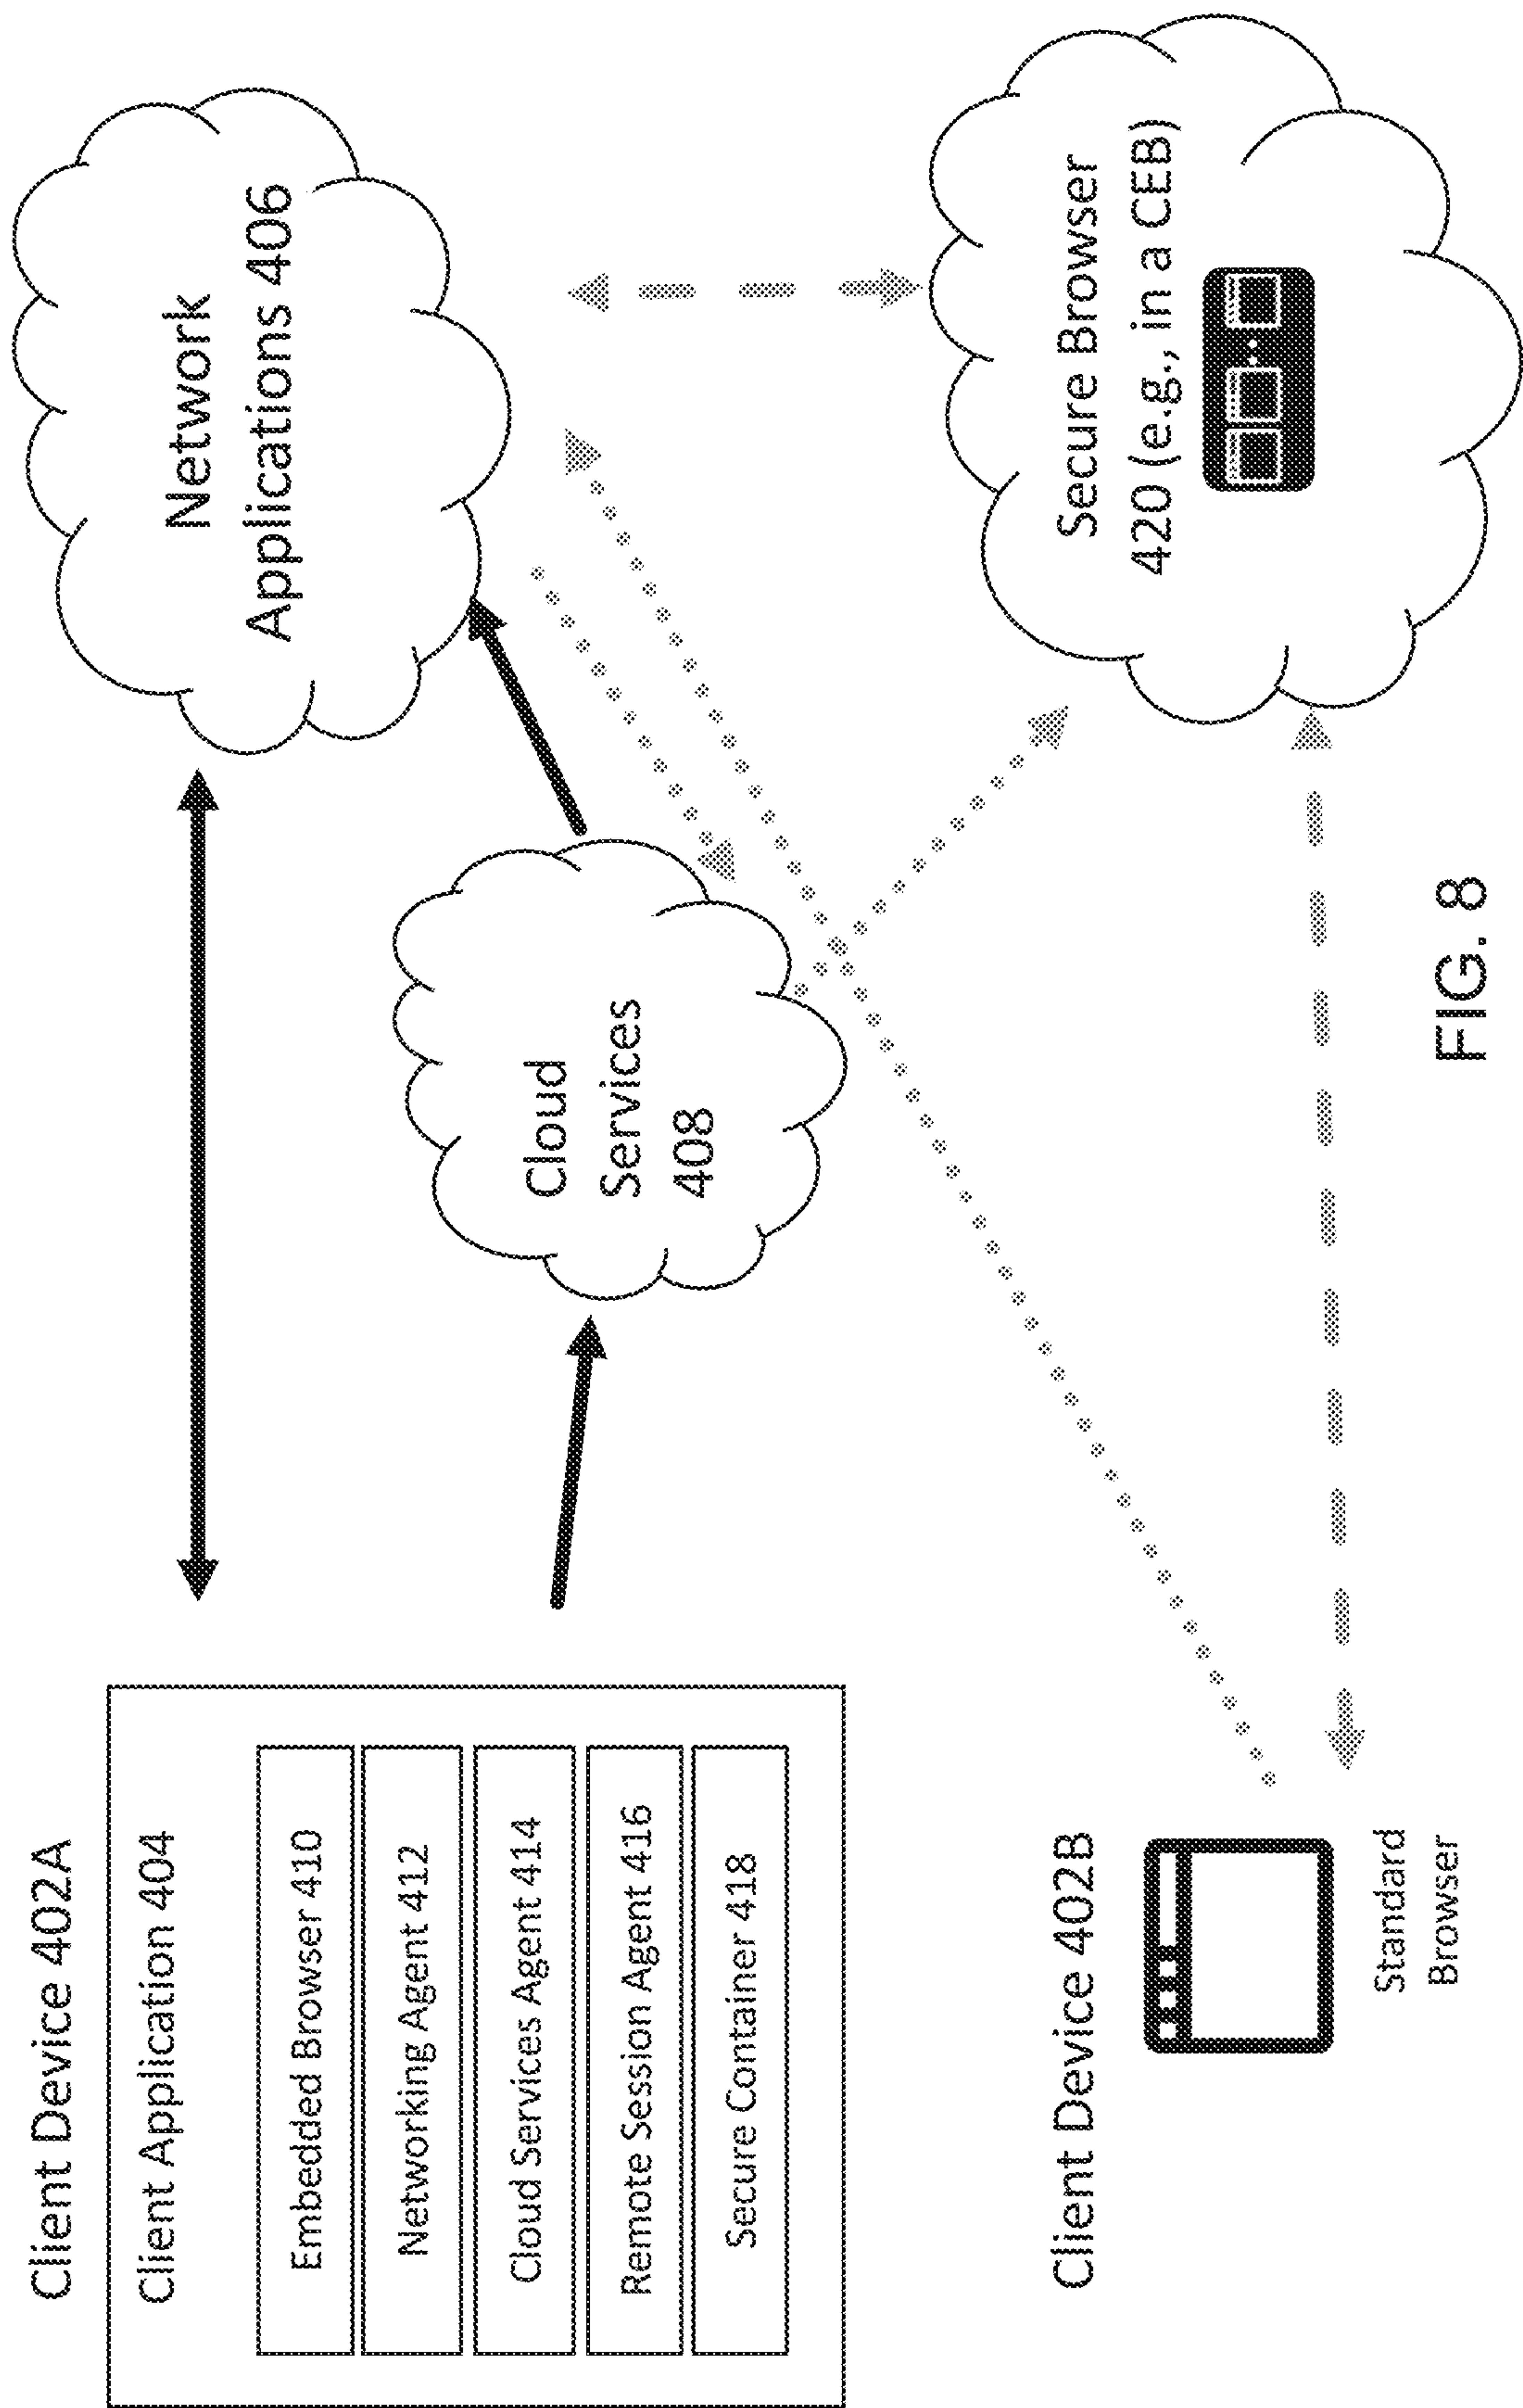 Client Device 402A
Client Application 404
Embedded Browser 410
Networking Agent 412
Cloud Services Agent 414
Remote Session Agent 416
Secure Container 418
Network
Applications 406
Cloud
Services
408
Client Device 402B
Standard
Browser
Secure Browser
420 (e.g., in a CEB)
FIG. 8